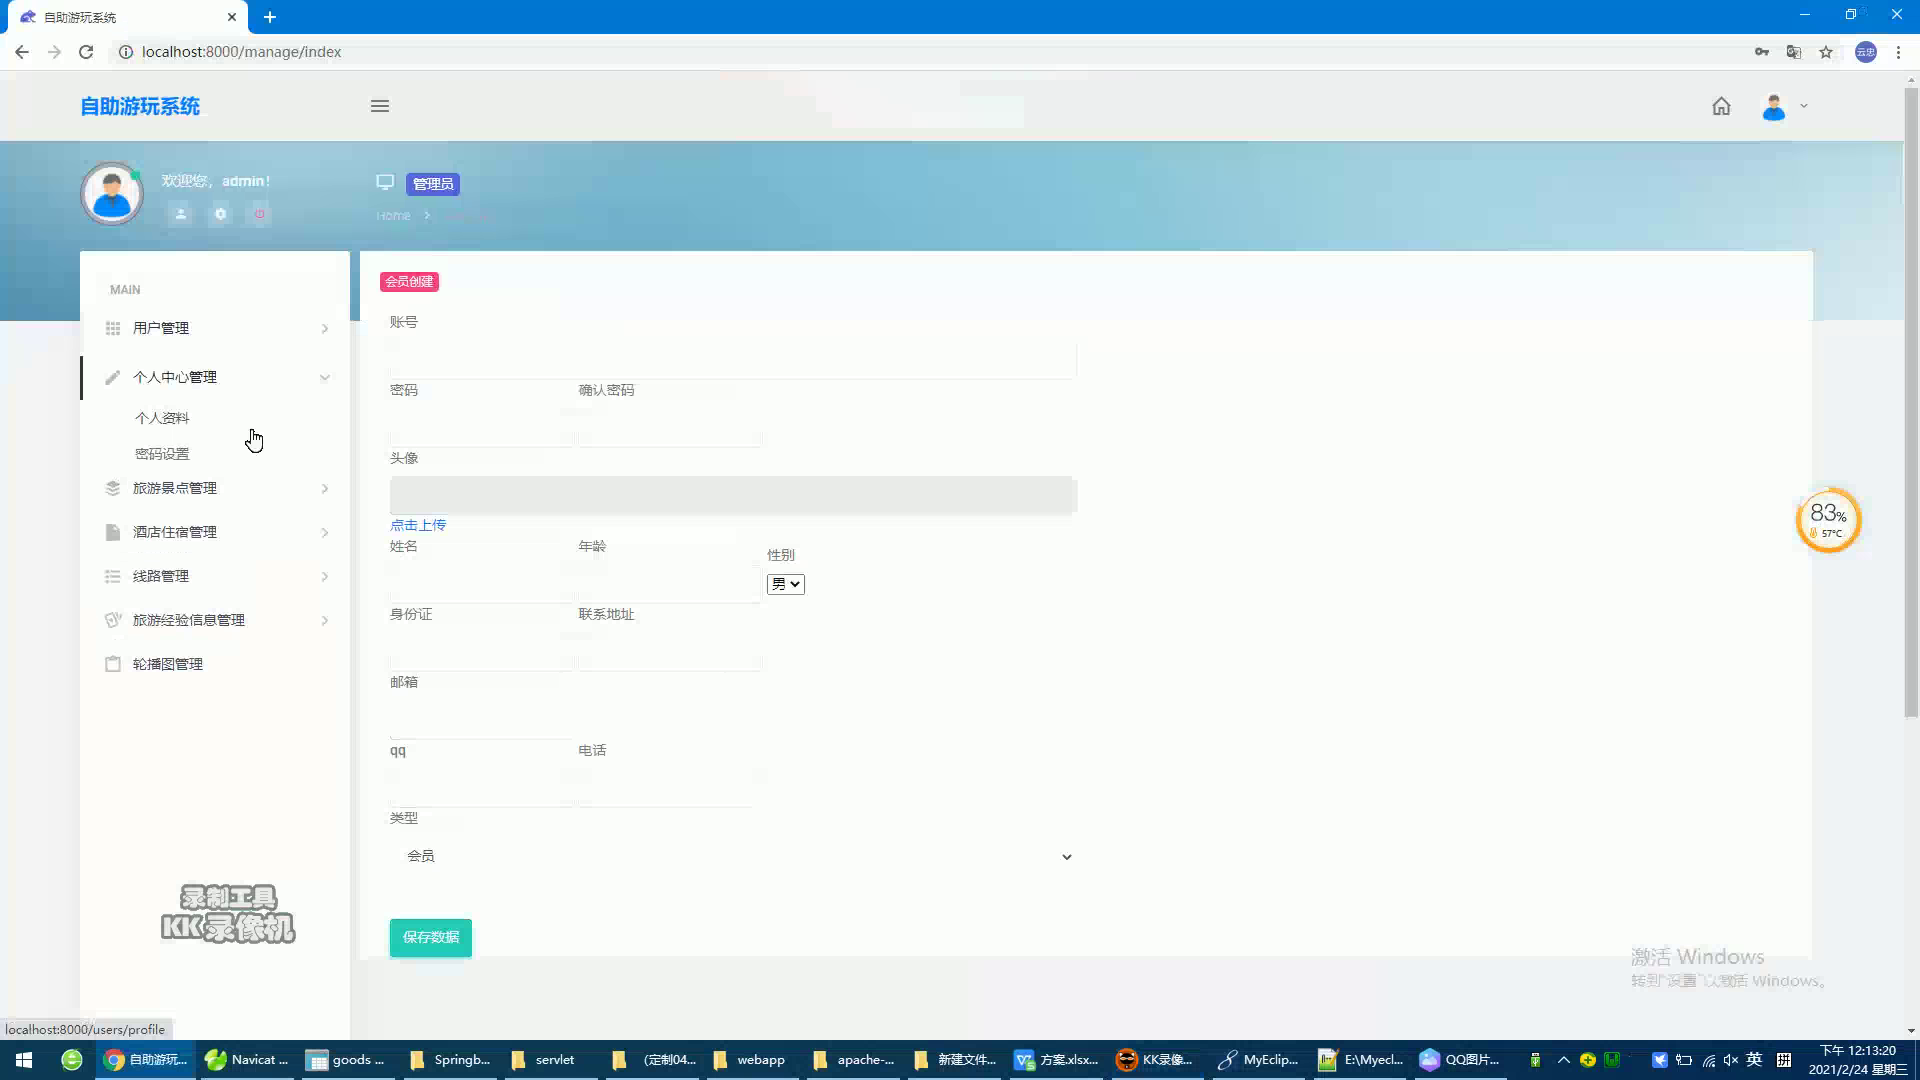 自助游玩系统
localhost:8000/manage/index
云忠
自助游玩系统
欢迎您，admin!
管理员
Home
MAIN
用户管理
个人中心管理
个人资料
密码设置
旅游景点管理
酒店住宿管理
线路管理
旅游经验信息管理
轮播图管理
会员创建
账号
密码 确认密码
头像
点击上传
姓名 年龄 性别
男
身份证 联系地址
邮箱
qq 电话
类型
会员
保存数据
83%
57°C
录制工具
KK录像机
激活 Windows
转到"设置"以激活 Windows。
localhost:8000/users/profile
自助游玩... Navicat ... goods ... Springb... servlet （定制04... webapp apache-... 新建文件... 方案.xlsx... KK录像... MyEclip... E:\Myecl... QQ图片... 英 拼
下午 12:13:20
2021/2/24 星期三